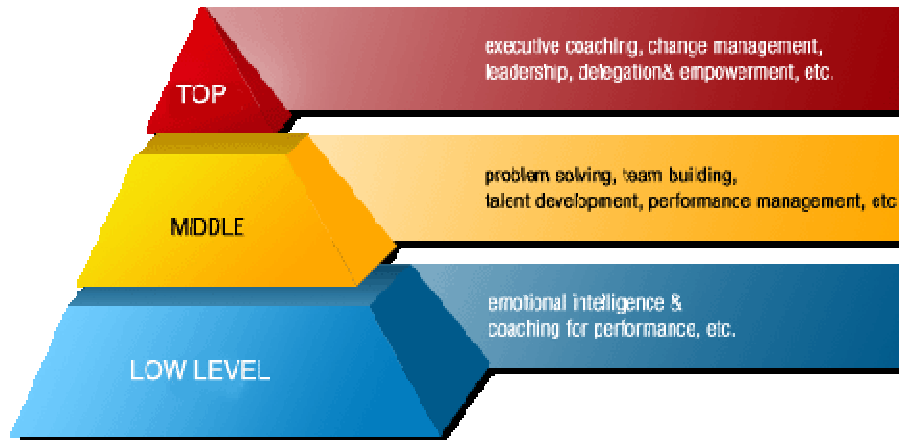 TOP
executive coaching, change management,
leadership, delegation& empowerment, etc.
MIDDLE
problem solving, team building,
talent development, performance management, etc
LOW LEVEL
emotional intelligence &
coaching for performance, etc.